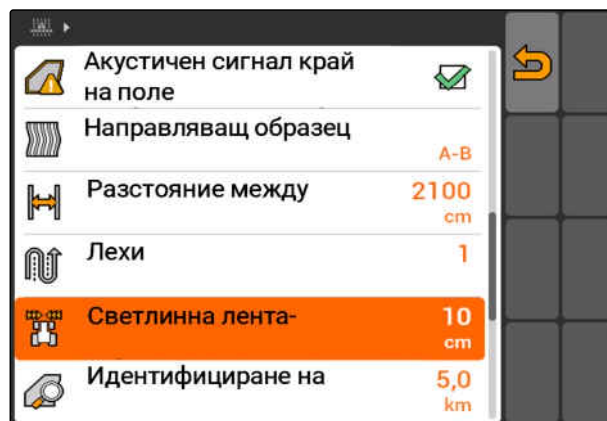 Акустичен сигнал край
на поле
Направляващ образец
A-B
Разстояние между
2100
cm
Лехи
1
Светлинна лента-
10
cm
Идентифициране на
5,0
km